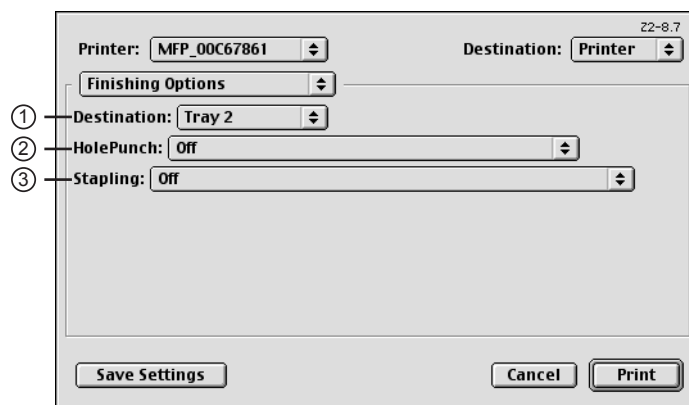 Z2-8.7
Printer: MFP_00C67861 Destination: Printer
Finishing Options
1 Destination: Tray 2
2 HolePunch: Off
3 Stapling: Off
Save Settings Cancel Print